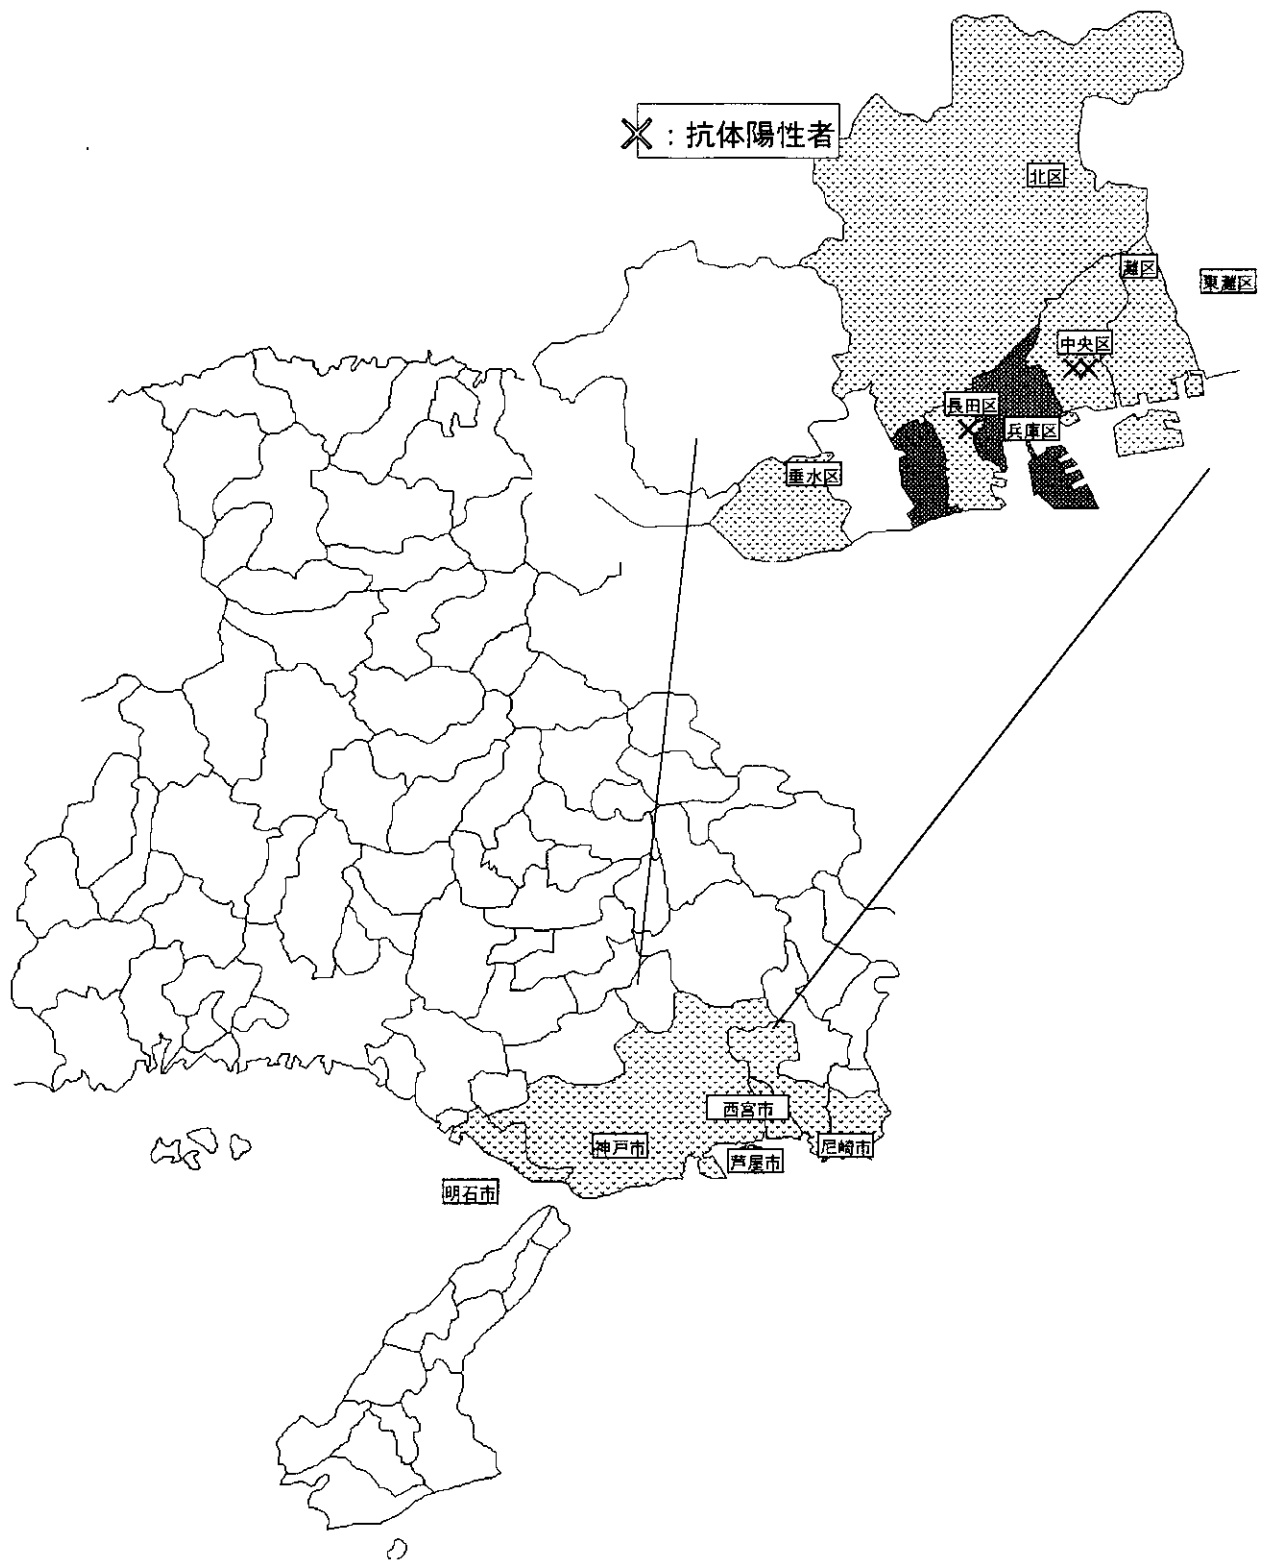 ×:抗体陽性者
北区
灘区
東灘区
中央区
長田区
兵庫区
垂水区
西宮市
神戸市
芦屋市
尼崎市
明石市